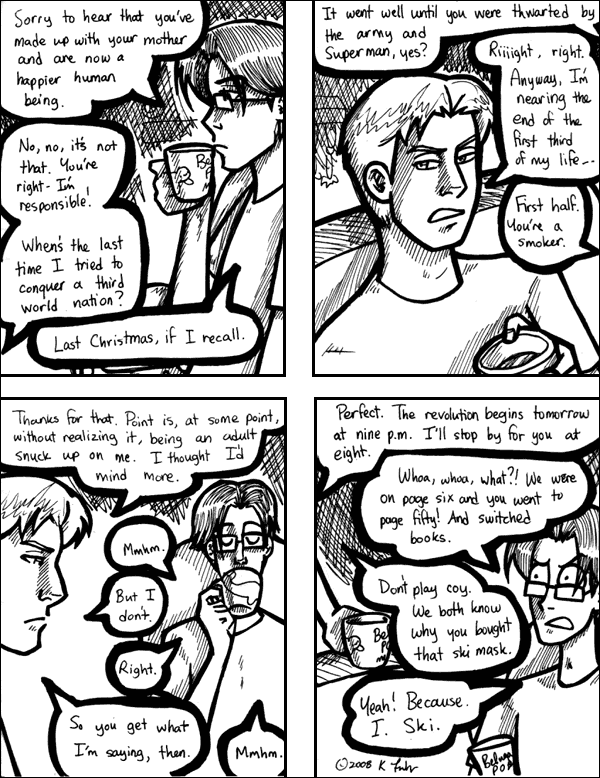 Sorry to hear that you've
made up with your mother
and are now a
happier human
being.
No, no, it's not
that. You're
right- I'm
responsible!
When's the last
time I tried to
conquer a third
world nation?
Last Christmas, if I recall.
It went well until you were thwarted by
the army and
Superman, yes?
Riiiight, right.
Anyway, I'm
nearing the
end of the
first third
of my life--
First half.
You're a
smoker.
Thanks for that. Point is, at some point,
without realizing it, being an adult
snuck up on me. I thought I'd
mind more.
Mmhm.
But I
don't.
Right.
So you get what
I'm saying, then.
Mmhm.
Perfect. The revolution begins tomorrow
at nine p.m. I'll stop by for you at
eight.
Whoa, whoa, what?! We were
on page six and you went to
page fifty! And switched
books.
Don't play coy.
We both know
why you bought
that ski mask.
Yeah! Because.
I. Ski.
©2008 K